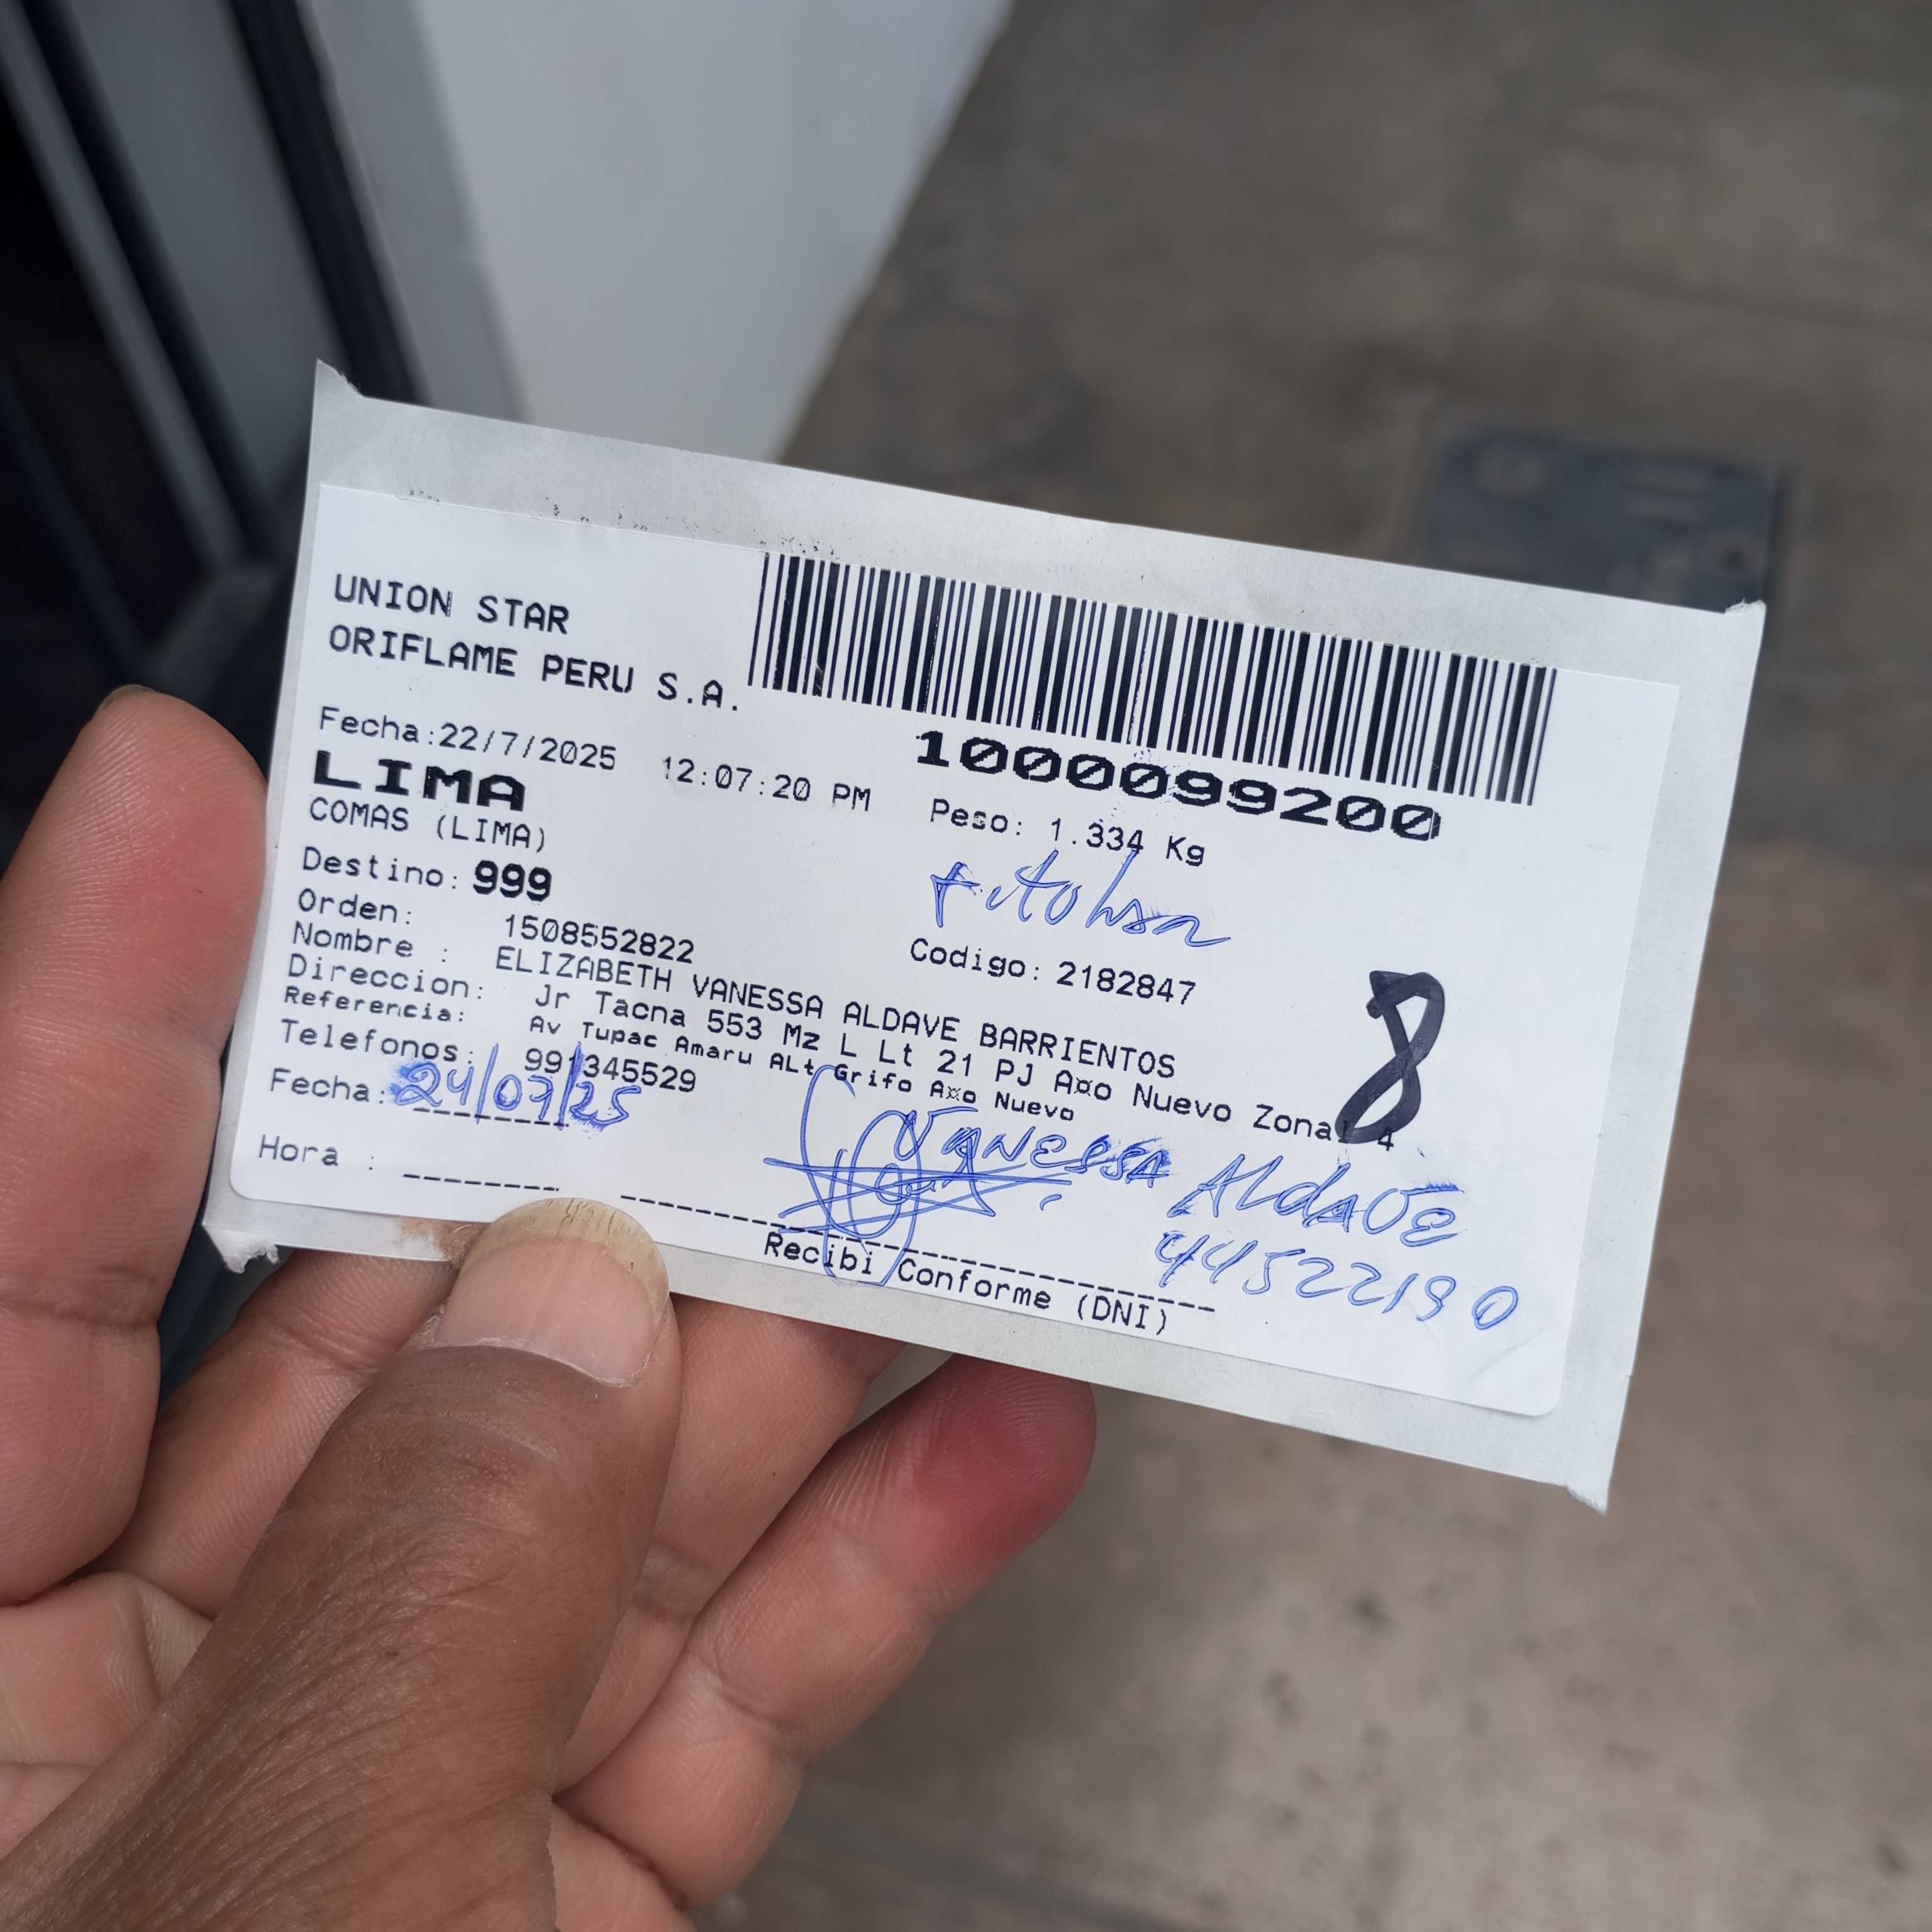 UNION STAR
ORIFLAME PERU S.A.
Fecha:22/7/2025 12:07:20 PM
1000099200
LIMA
COMAS (LIMA)
Peso: 1.334 Kg
Destino: 999
Orden: 1508552822
Codigo: 2182847
Nombre : ELIZABETH VANESSA ALDAVE BARRIENTOS
Direccion: Jr Tacna 553 Mz L Lt 21 PJ A¤o Nuevo Zonal 4
Referencia: Av Tupac Amaru ALt Grifo A¤o Nuevo
Telefonos: 991345529
8
Fecha: 24/07/25
Vanessa Aldave
44522190
Hora :
Recibi Conforme (DNI)